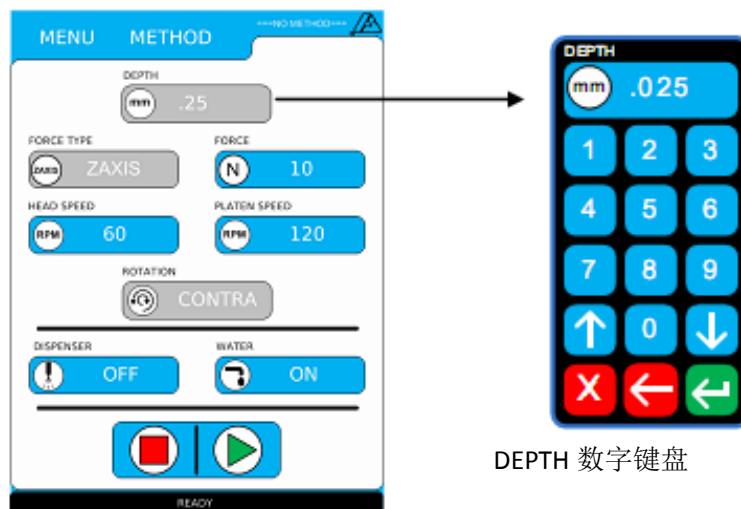 MENU METHOD ---NO METHOD---
DEPTH
mm .25
FORCE TYPE FORCE
ZAXIS ZAXIS N 10
HEAD SPEED PLATEN SPEED
RPM 60 RPM 120
ROTATION
CONTRA
DISPENSER WATER
OFF ON
READY
DEPTH
mm .025
1 2 3
4 5 6
7 8 9
0
X
DEPTH 数字键盘